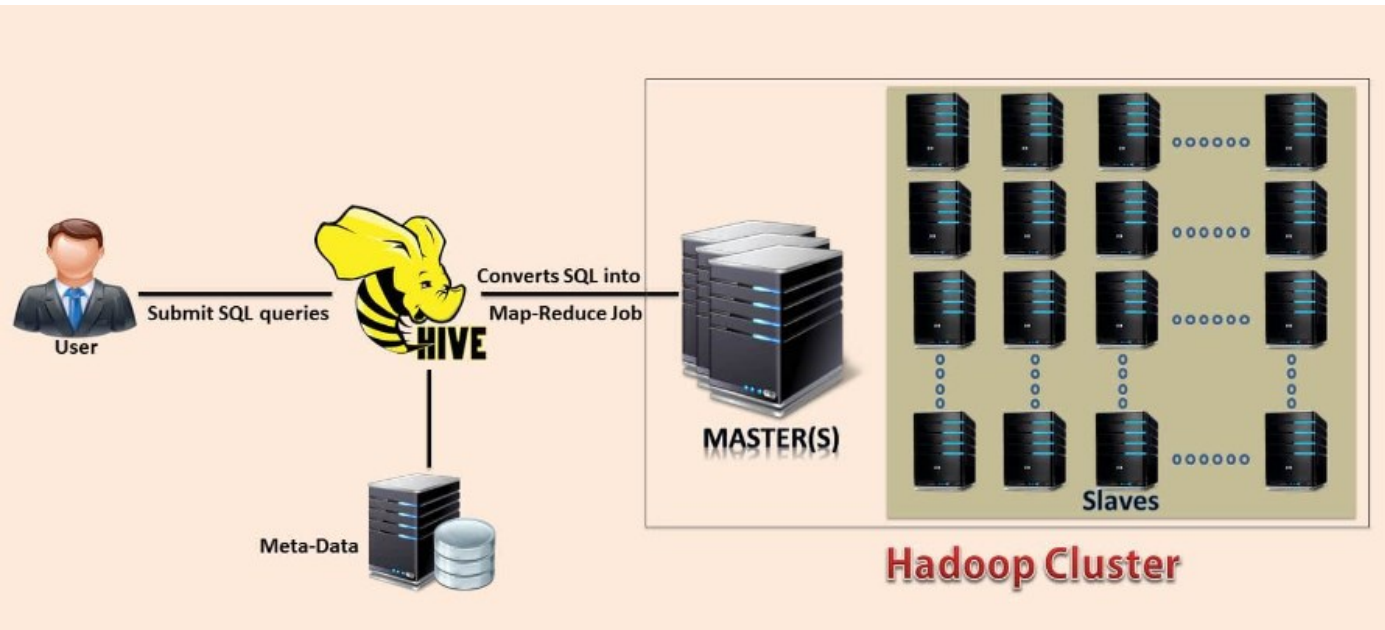 Submit SQL queries
User
HIVE
Converts SQL into
Map-Reduce Job
MASTER(S)
Slaves
Hadoop Cluster
Meta-Data